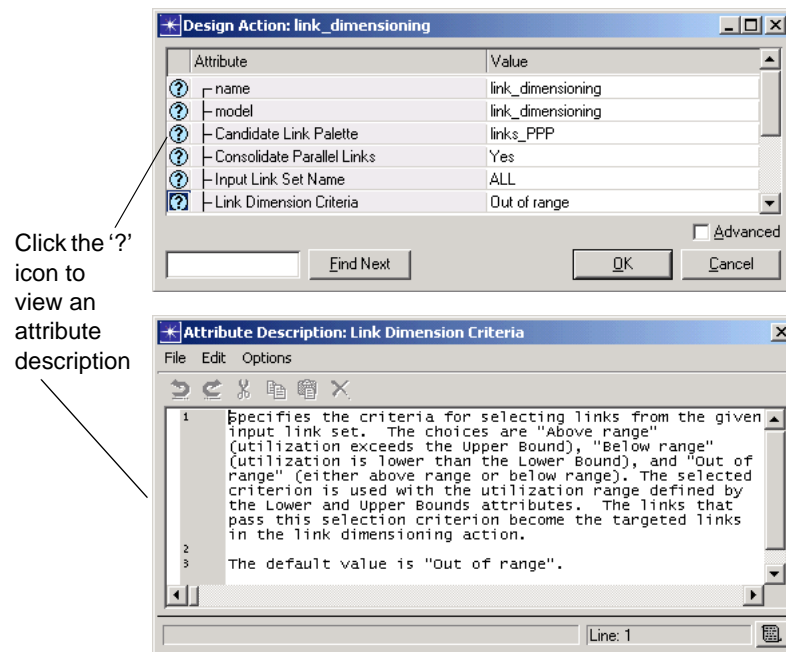 Design Action: link_dimensioning
Attribute Value
name link_dimensioning
model link_dimensioning
Candidate Link Palette links_PPP
Consolidate Parallel Links Yes
Input Link Set Name ALL
Link Dimension Criteria Out of range
Advanced
Find Next OK Cancel
Click the ‘?’
icon to
view an
attribute
description
Attribute Description: Link Dimension Criteria
File Edit Options
1 Specifies the criteria for selecting links from the given
input link set. The choices are "Above range"
(utilization exceeds the Upper Bound), "Below range"
(utilization is lower than the Lower Bound), and "Out of
range" (either above range or below range). The selected
criterion is used with the utilization range defined by
the Lower and Upper Bounds attributes. The links that
pass this selection criterion become the targeted links
in the link dimensioning action.
2
3 The default value is "Out of range".
Line: 1